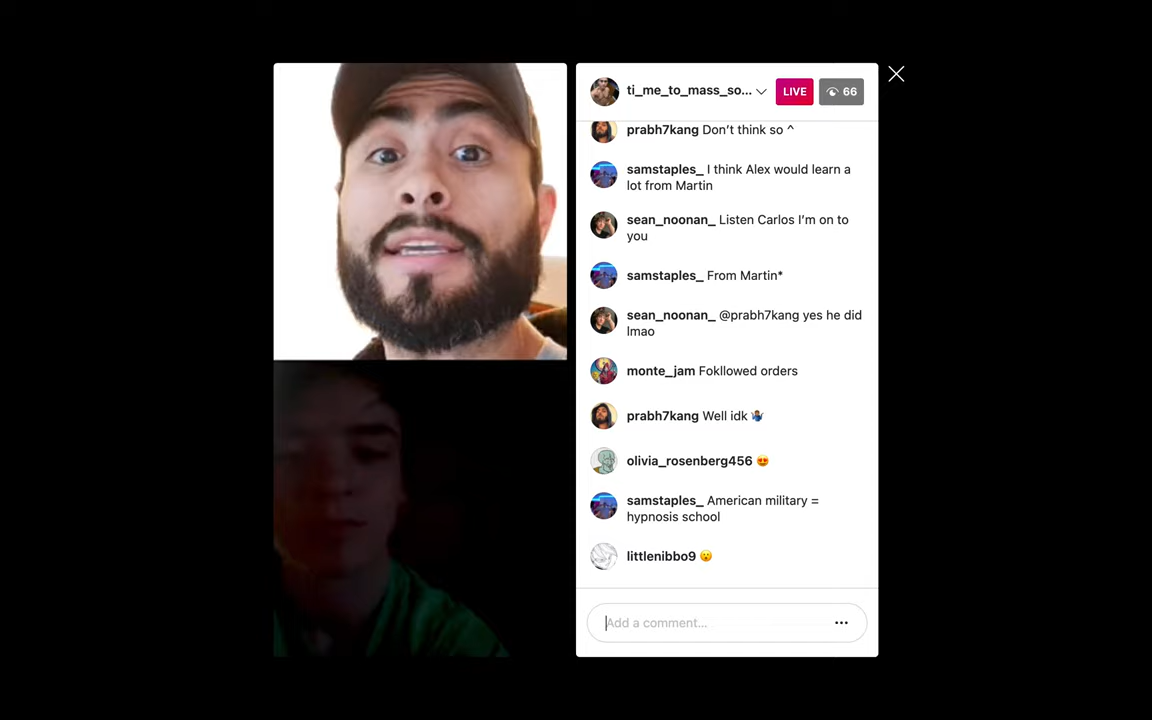 ti_me_to_mass_so...
LIVE
66
prabh7kang Don't think so ^
samstaples_ I think Alex would learn a
lot from Martin
sean_noonan_ Listen Carlos I'm on to
you
samstaples_ From Martin*
sean_noonan_ @prabh7kang yes he did
lmao
monte_jam Fokllowed orders
prabh7kang Well idk 🤷🏽‍♂️
olivia_rosenberg456 😍
samstaples_ American military =
hypnosis school
littlenibbo9 😮
Add a comment...